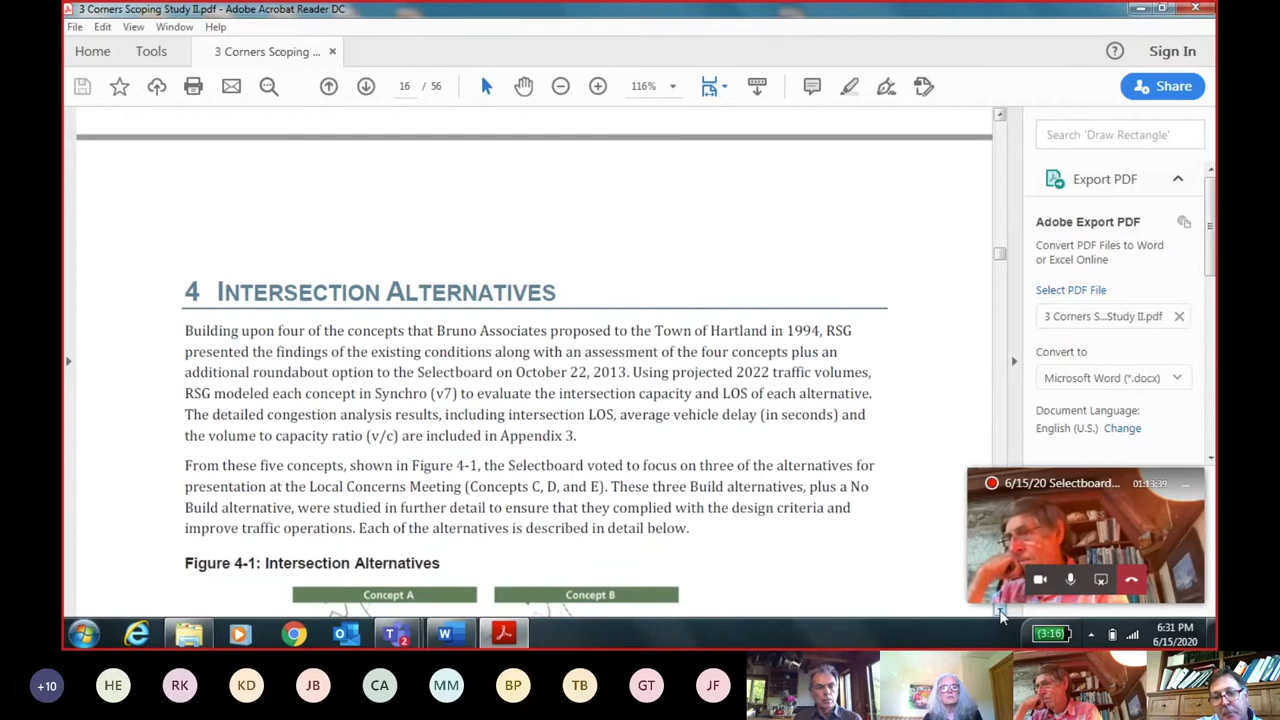 3 Corners Scoping Study II.pdf - Adobe Acrobat Reader DC
File Edit View Window Help
Home Tools 3 Corners Scoping ... × Sign In
16 / 56 116% Share
Search 'Draw Rectangle'
Export PDF
Adobe Export PDF
Convert PDF Files to Word
or Excel Online
Select PDF File
3 Corners S...Study II.pdf
Convert to
Microsoft Word (*.docx)
Document Language:
English (U.S.) Change
4 INTERSECTION ALTERNATIVES
Building upon four of the concepts that Bruno Associates proposed to the Town of Hartland in 1994, RSG
presented the findings of the existing conditions along with an assessment of the four concepts plus an
additional roundabout option to the Selectboard on October 22, 2013. Using projected 2022 traffic volumes,
RSG modeled each concept in Synchro (v7) to evaluate the intersection capacity and LOS of each alternative.
The detailed congestion analysis results, including intersection LOS, average vehicle delay (in seconds) and
the volume to capacity ratio (v/c) are included in Appendix 3.
From these five concepts, shown in Figure 4-1, the Selectboard voted to focus on three of the alternatives for
presentation at the Local Concerns Meeting (Concepts C, D, and E). These three Build alternatives, plus a No
Build alternative, were studied in further detail to ensure that they complied with the design criteria and
improve traffic operations. Each of the alternatives is described in detail below.
Figure 4-1: Intersection Alternatives
Concept A Concept B
6/15/20 Selectboard... 01:13:39
(3:16)
6:31 PM
6/15/2020
+10 HE RK KD JB CA MM BP TB GT JF